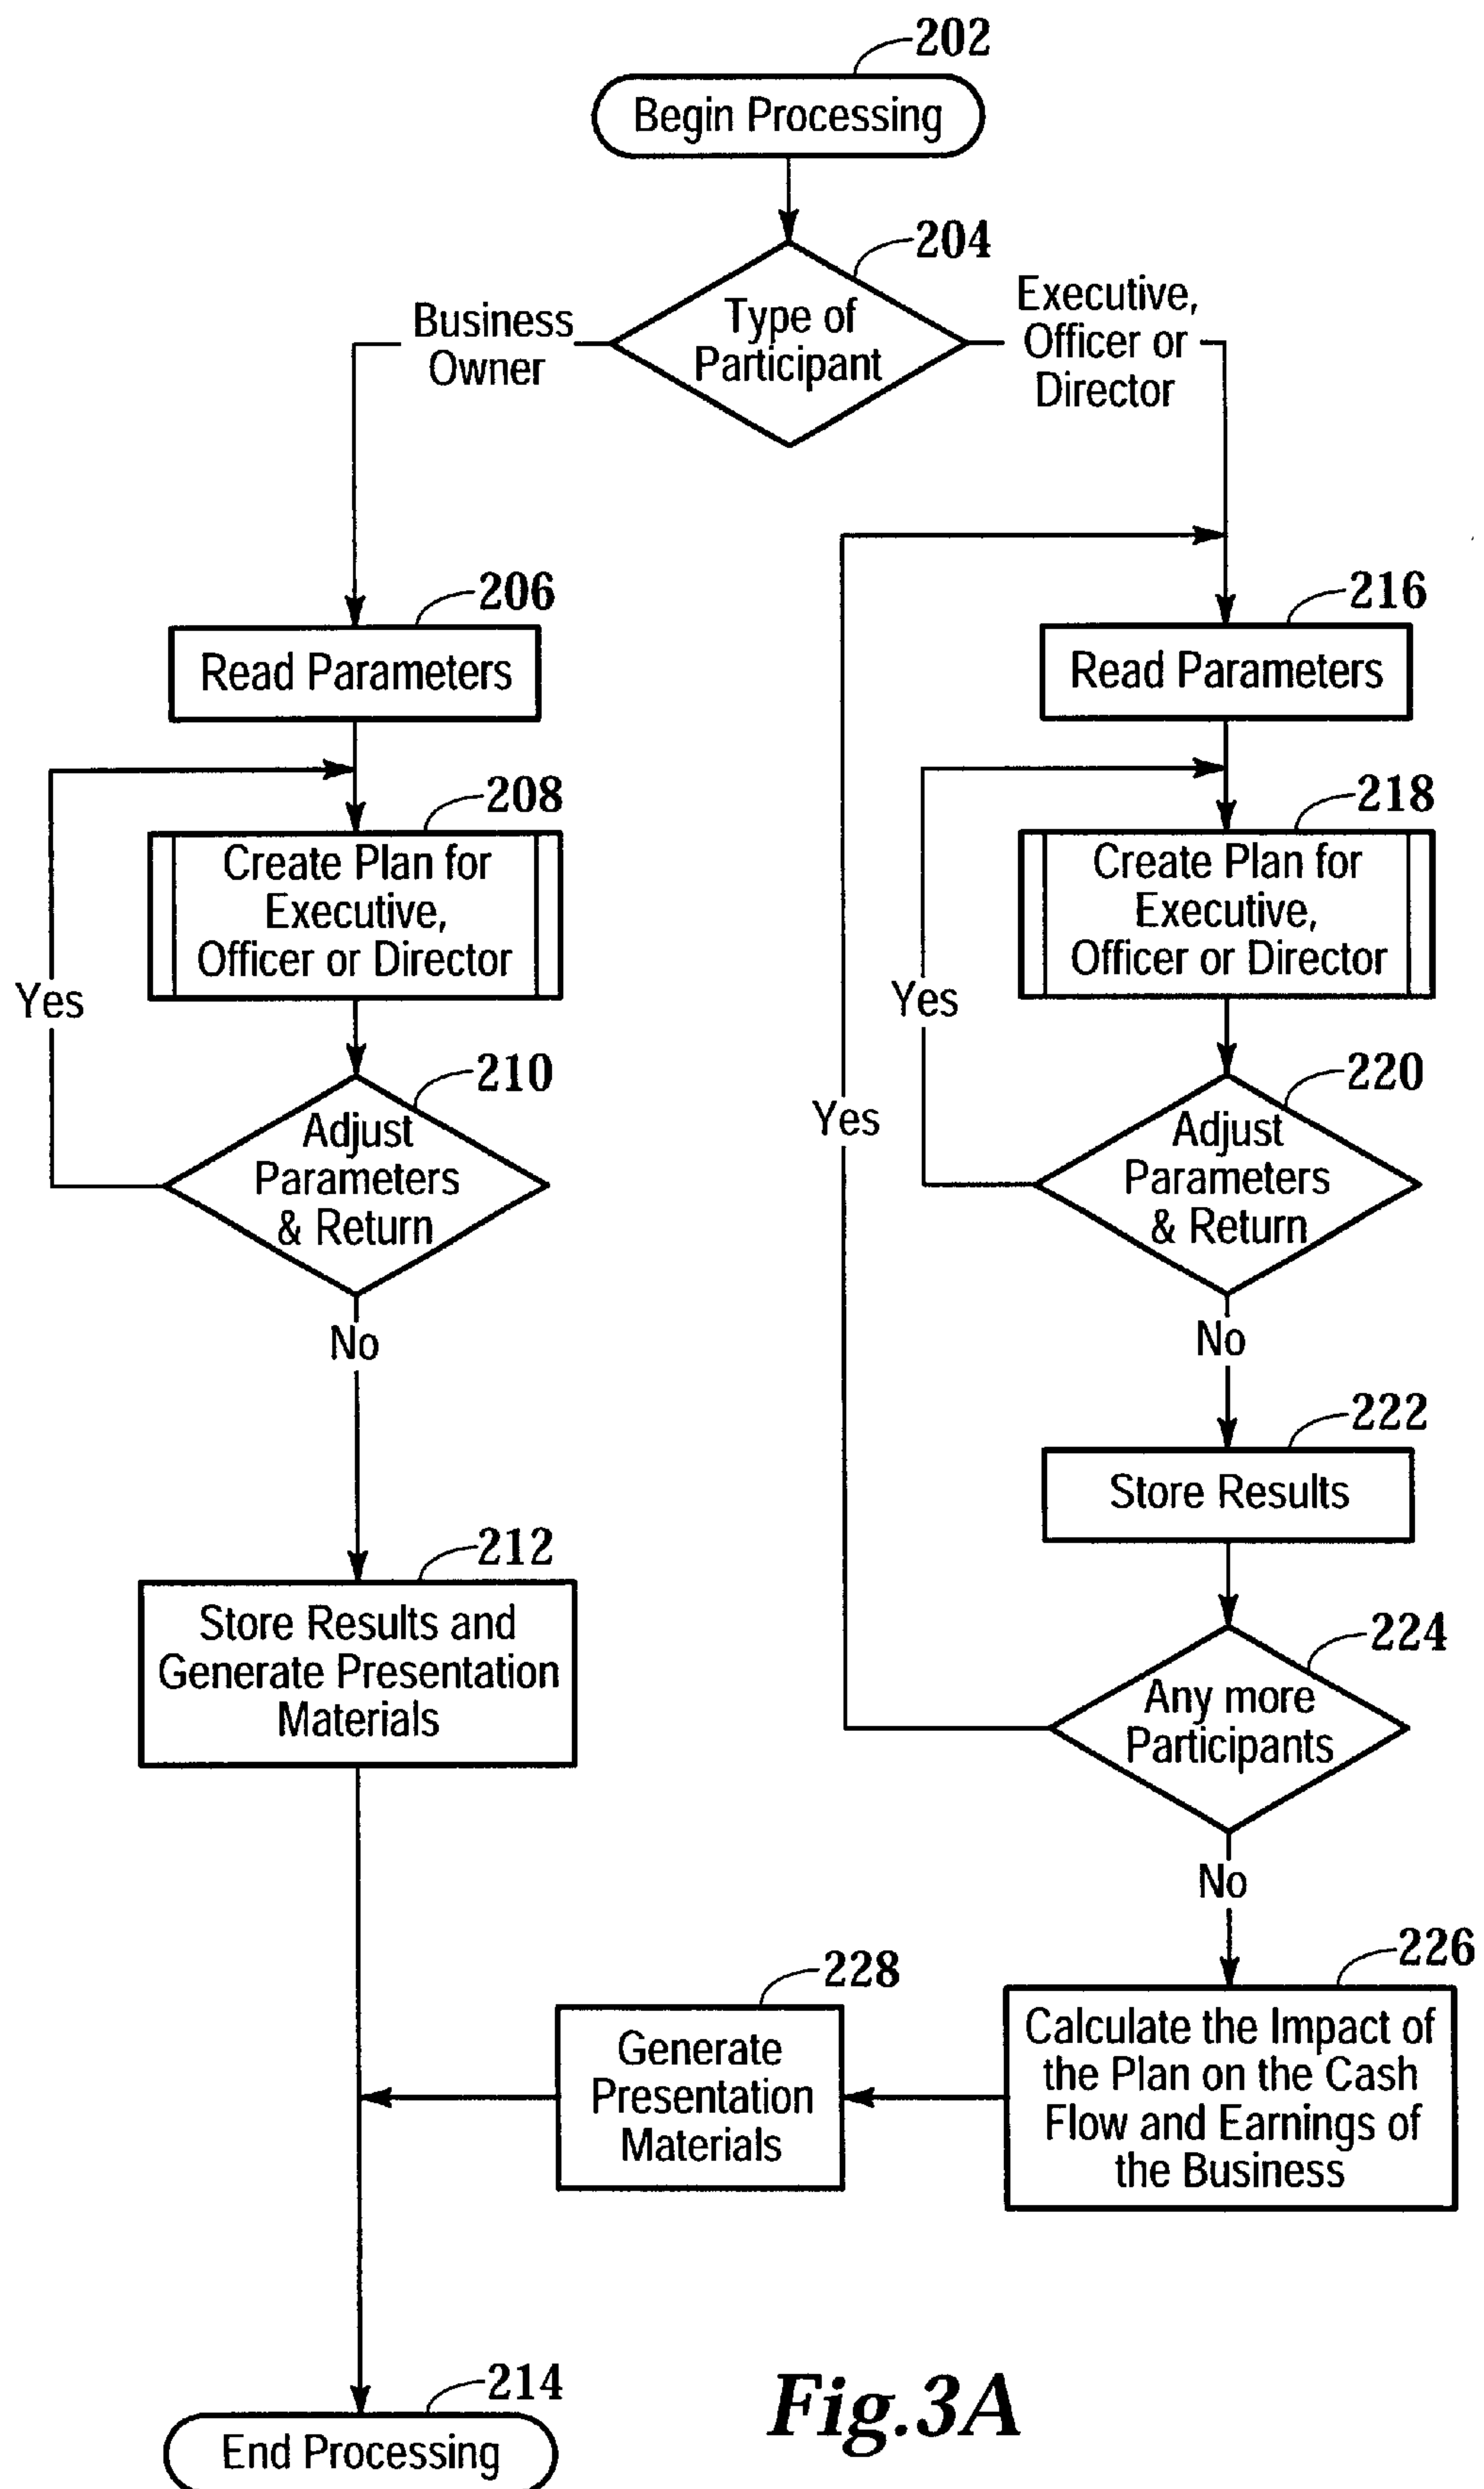 202
Begin Processing
204
Type of
Participant
Business
Owner
Executive,
Officer or
Director
206
Read Parameters
208
Create Plan for
Executive,
Officer or Director
Yes
210
Adjust
Parameters
& Return
No
212
Store Results and
Generate Presentation
Materials
216
Read Parameters
218
Create Plan for
Executive,
Officer or Director
Yes
220
Adjust
Parameters
& Return
Yes
No
222
Store Results
224
Any more
Participants
No
226
Calculate the Impact of
the Plan on the Cash
Flow and Earnings of
the Business
228
Generate
Presentation
Materials
214
End Processing
Fig.3A